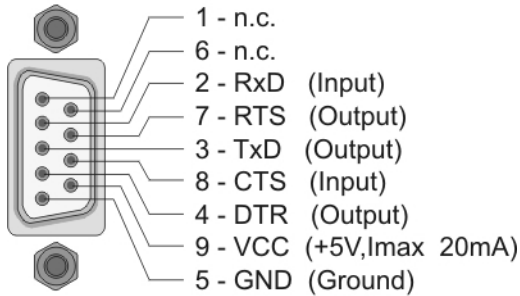 1 - n.c.
6 - n.c.
2 - RxD (Input)
7 - RTS (Output)
3 - TxD (Output)
8 - CTS (Input)
4 - DTR (Output)
9 - VCC (+5V,Imax 20mA)
5 - GND (Ground)